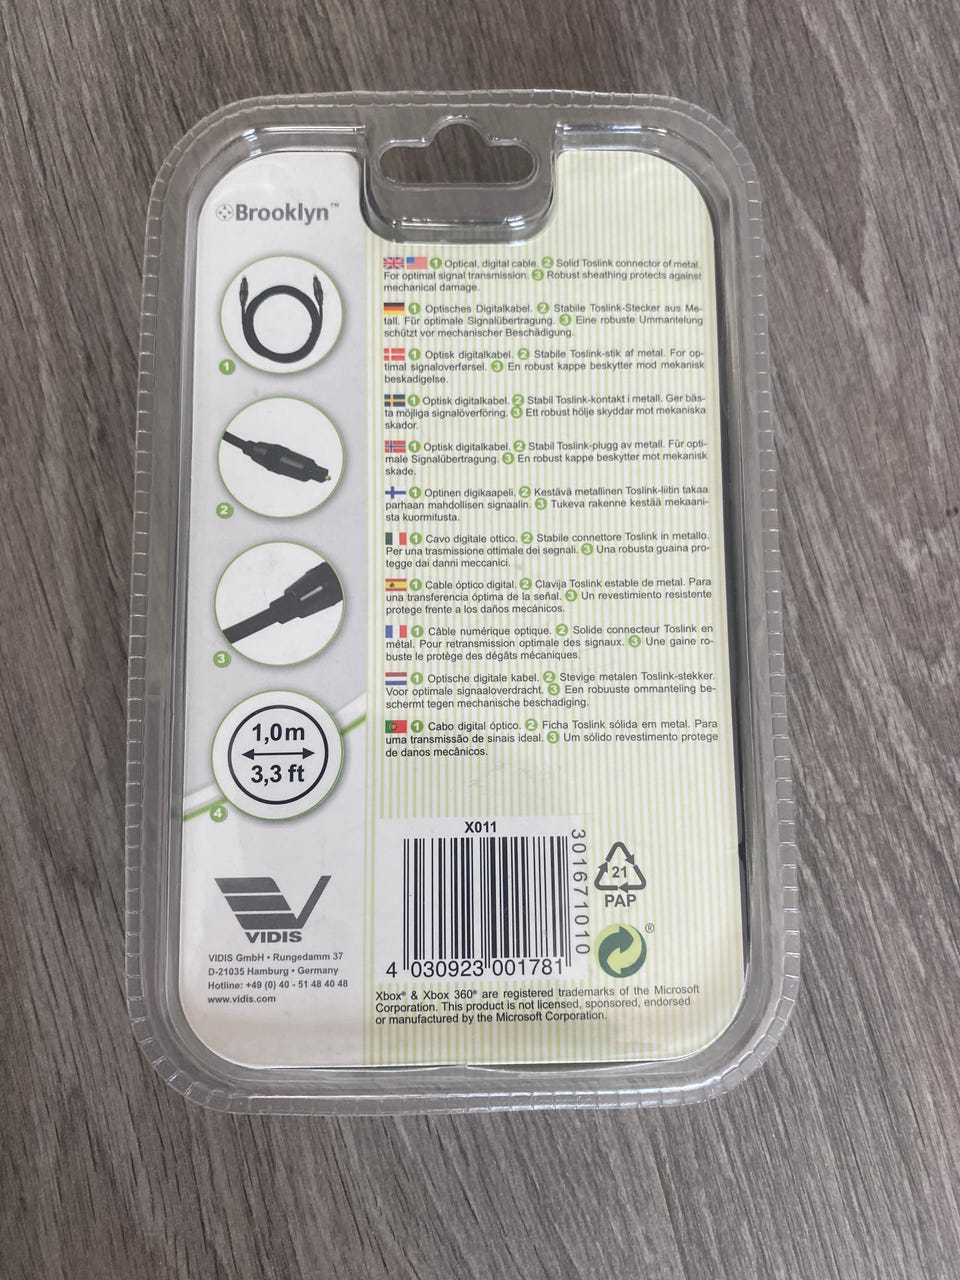 Brooklyn™
1 Optical, digital cable. 2 Solid Toslink connector of metal.
For optimal signal transmission. 3 Robust sheathing protects against
mechanical damage.
1 Optisches Digitalkabel. 2 Stabile Toslink-Stecker aus Me-
tall. Für optimale Signalübertragung. 3 Eine robuste Ummantelung
schützt vor mechanischer Beschädigung.
1 Optisk digitalkabel. 2 Stabile Toslink-stik af metal. For op-
timal signaloverførsel. 3 En robust kappe beskytter mod mekanisk
beskadigelse.
1 Optisk digitalkabel. 2 Stabil Toslink-kontakt i metall. Ger bäs-
ta möjliga signalöverföring. 3 Ett robust hölje skyddar mot mekaniska
skador.
1 Optisk digitalkabel. 2 Stabil Toslink-plugg av metall. Für opti-
male Signalübertragung. 3 En robust kappe beskytter mot mekanisk
skade.
1 Optinen digikaapeli. 2 Kestävä metallinen Toslink-liitin takaa
parhaan mahdollisen signaalin. 3 Tukeva rakenne kestää mekaani-
sta kuormitusta.
1 Cavo digitale ottico. 2 Stabile connettore Toslink in metallo.
Per una trasmissione ottimale dei segnali. 3 Una robusta guaina pro-
tegge dai danni meccanici.
1 Cable óptico digital. 2 Clavija Toslink estable de metal. Para
una transferencia óptima de la señal. 3 Un revestimiento resistente
protege frente a los daños mecánicos.
1 Câble numérique optique. 2 Solide connecteur Toslink en
métal. Pour retransmission optimale des signaux. 3 Une gaine ro-
buste le protège des dégâts mécaniques.
1 Optische digitale kabel. 2 Stevige metalen Toslink-stekker.
Voor optimale signaaloverdracht. 3 Een robuuste ommanteling be-
schermt tegen mechanische beschadiging.
1 Cabo digital óptico. 2 Ficha Toslink sólida em metal. Para
uma transmissão de sinais ideal. 3 Um sólido revestimento protege
de danos mecânicos.
1
2
3
1,0m
3,3 ft
4
VIDIS
VIDIS GmbH • Rungedamm 37
D-21035 Hamburg • Germany
Hotline: +49 (0) 40 - 51 48 40 48
www.vidis.com
X011
301671010
4 030923 001781
21
PAP
®
Xbox® & Xbox 360® are registered trademarks of the Microsoft
Corporation. This product is not licensed, sponsored, endorsed
or manufactured by the Microsoft Corporation.